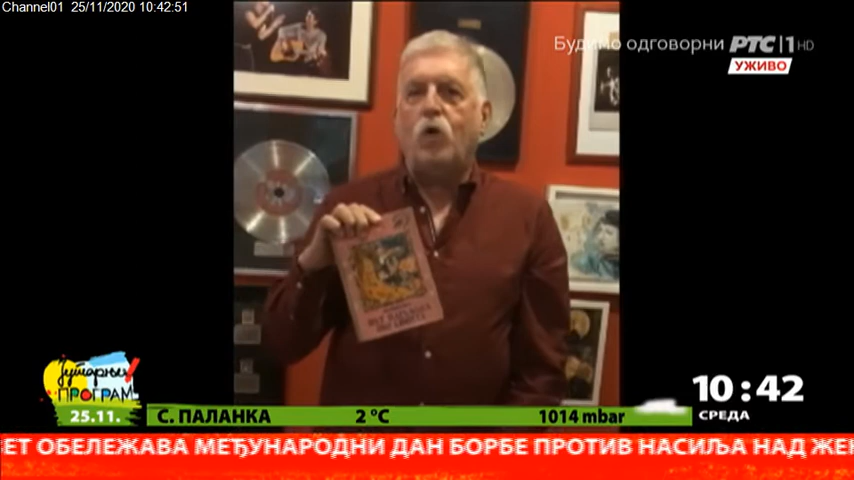 Channel01 25/11/2020 10:42:51
Будимо одговорни РТС 1 HD
УЖИВО
Јутарњи
ПРОГРАМ
25.11.
С. ПАЛАНКА 2 °C 1014 mbar
10:42
СРЕДА
ЕТ ОБЕЛЕЖАВА МЕЂУНАРОДНИ ДАН БОРБЕ ПРОТИВ НАСИЉА НАД ЖЕ